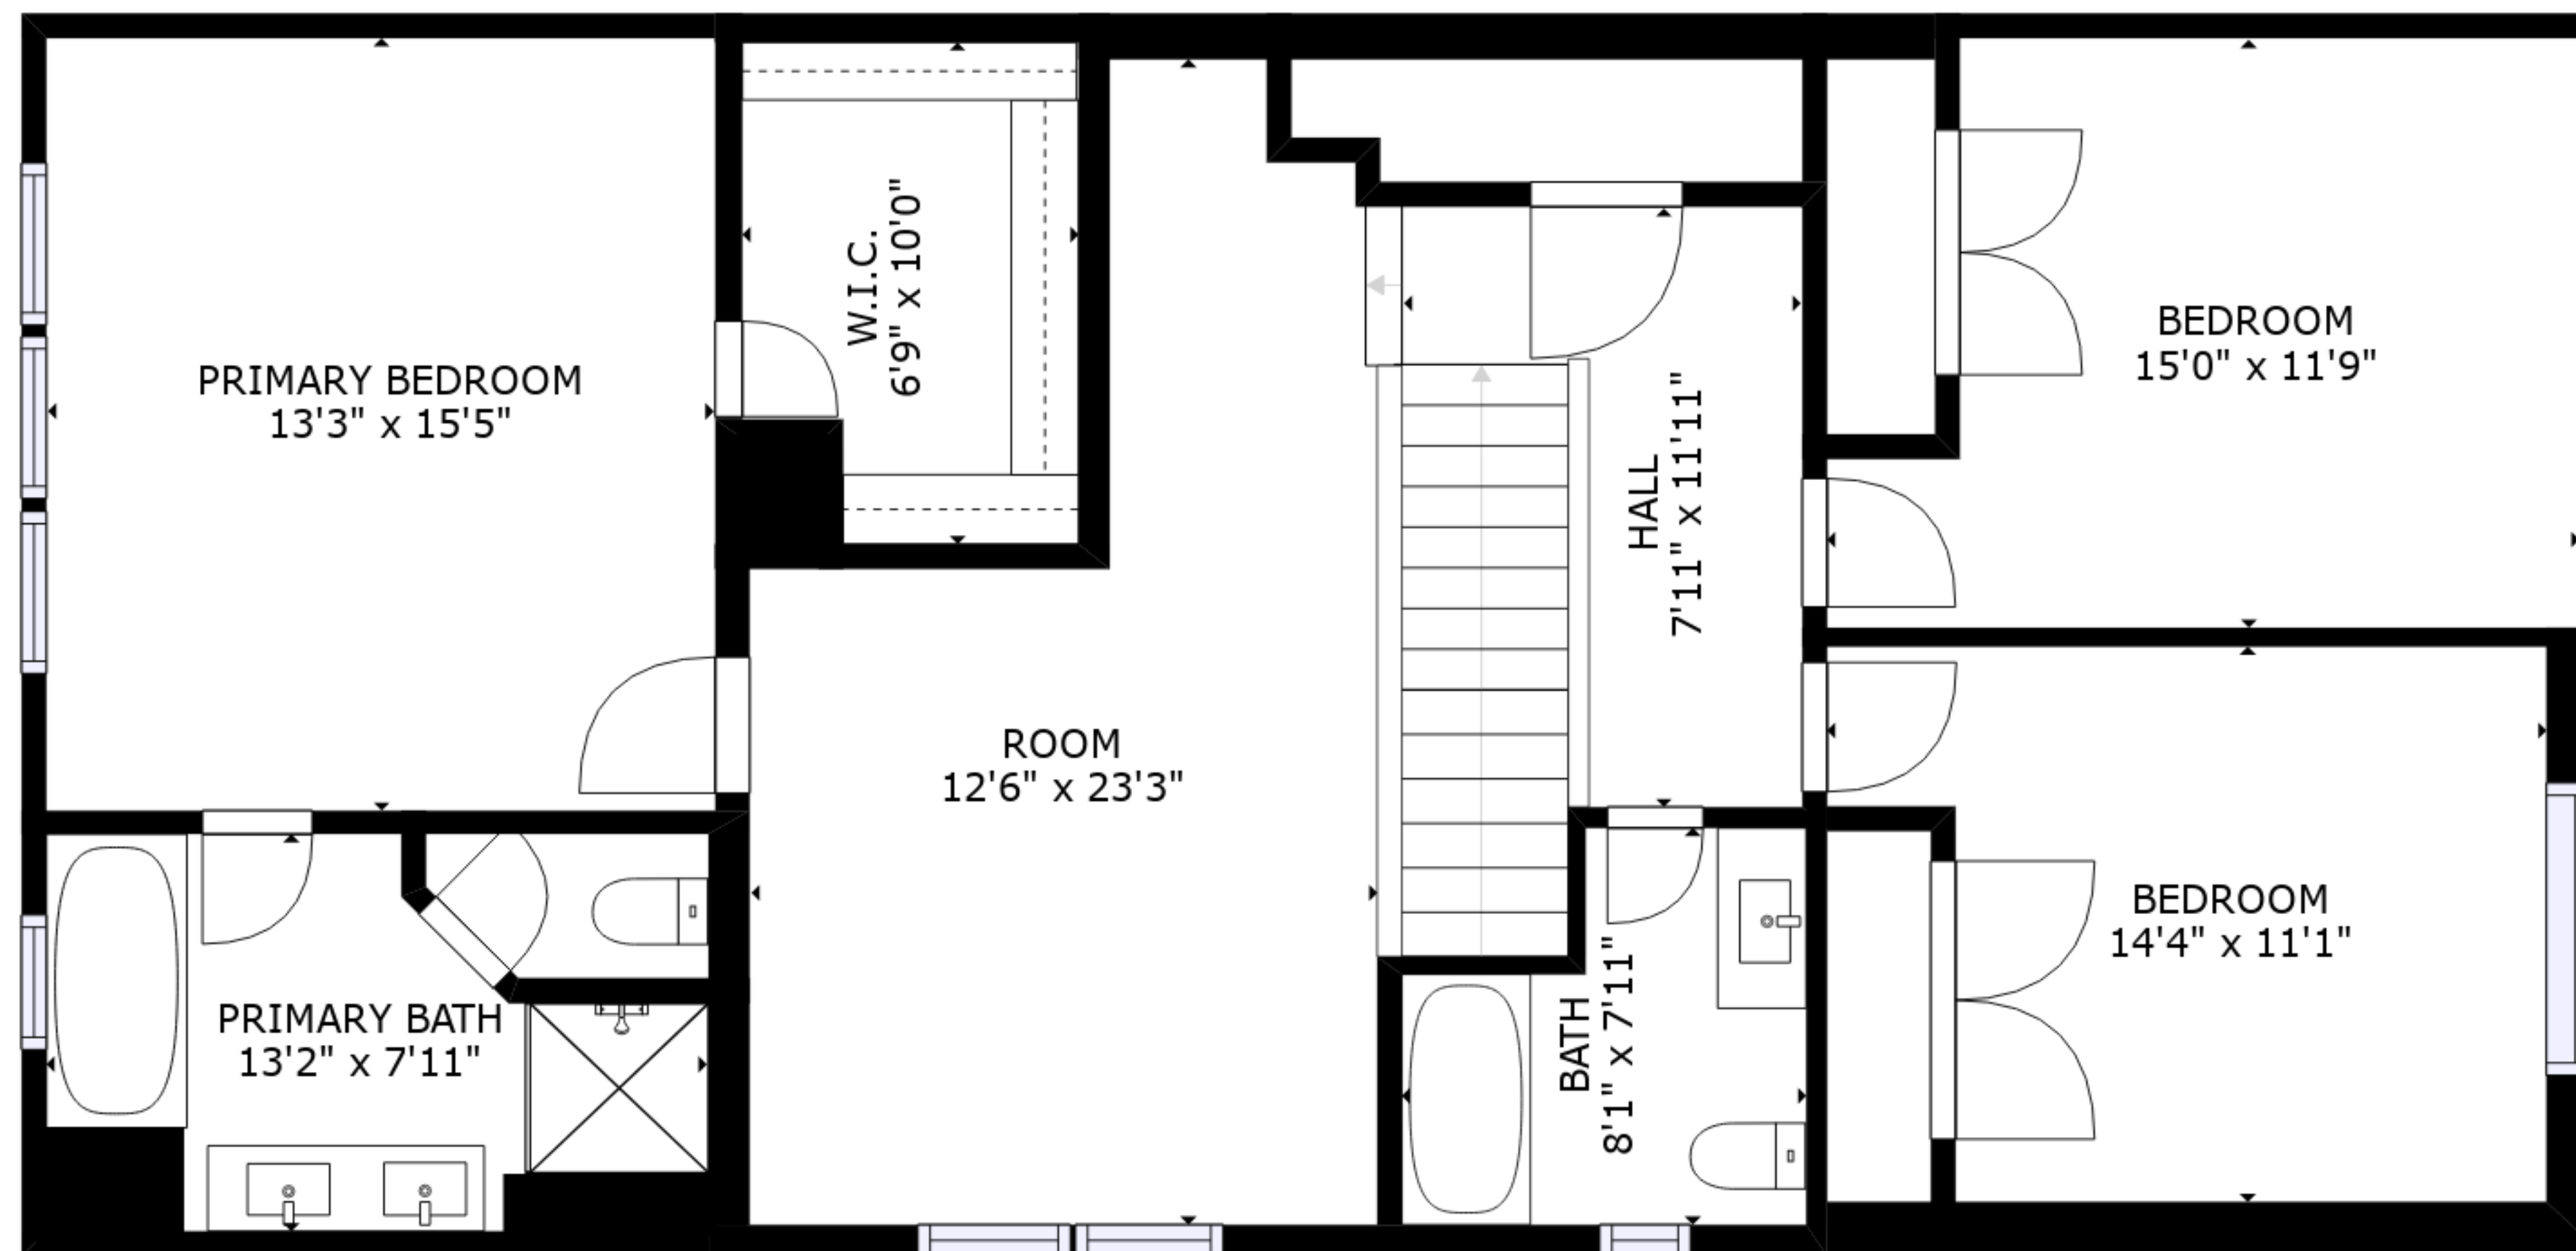 PRIMARY BEDROOM
13'3" x 15'5"
W.I.C.
6'9" x 10'0"
BEDROOM
15'0" x 11'9"
HALL
7'11" x 11'11"
ROOM
12'6" x 23'3"
BEDROOM
14'4" x 11'1"
PRIMARY BATH
13'2" x 7'11"
BATH
8'1" x 7'11"